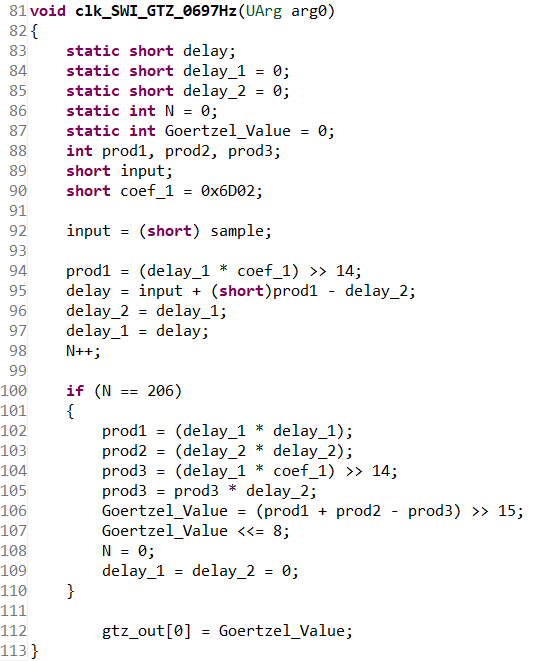 81 void clk_SWI_GTZ_0697Hz(UArg arg0)
82 {
83     static short delay;
84     static short delay_1 = 0;
85     static short delay_2 = 0;
86     static int N = 0;
87     static int Goertzel_Value = 0;
88     int prod1, prod2, prod3;
89     short input;
90     short coef_1 = 0x6D02;
91
92     input = (short) sample;
93
94     prod1 = (delay_1 * coef_1) >> 14;
95     delay = input + (short)prod1 - delay_2;
96     delay_2 = delay_1;
97     delay_1 = delay;
98     N++;
99
100     if (N == 206)
101     {
102         prod1 = (delay_1 * delay_1);
103         prod2 = (delay_2 * delay_2);
104         prod3 = (delay_1 * coef_1) >> 14;
105         prod3 = prod3 * delay_2;
106         Goertzel_Value = (prod1 + prod2 - prod3) >> 15;
107         Goertzel_Value <<= 8;
108         N = 0;
109         delay_1 = delay_2 = 0;
110     }
111
112         gtz_out[0] = Goertzel_Value;
113 }